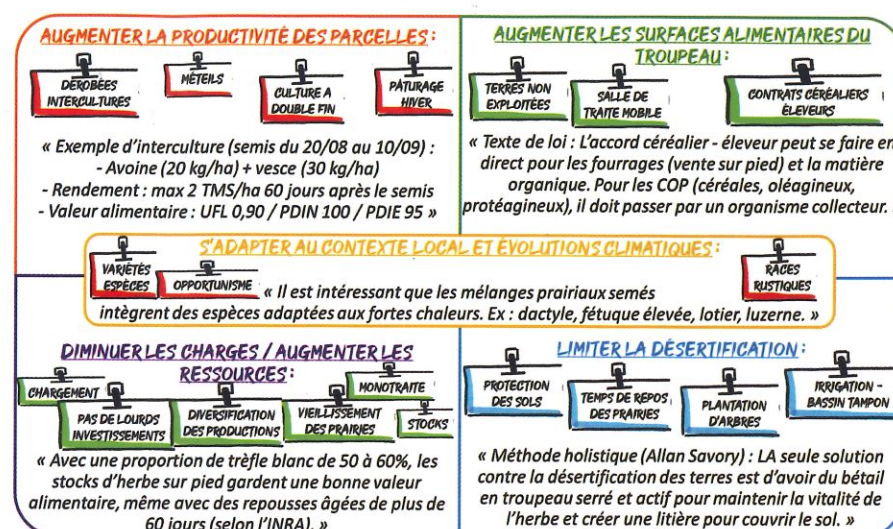 AUGMENTER LA PRODUCTIVITÉ DES PARCELLES :
DÉROBÉES
INTERCULTURES
MÉTEILS
CULTURE A
DOUBLE FIN
PÂTURAGE
HIVER
« Exemple d'interculture (semis du 20/08 au 10/09) :
- Avoine (20 kg/ha) + vesce (30 kg/ha)
- Rendement : max 2 TMS/ha 60 jours après le semis
- Valeur alimentaire : UFL 0,90 / PDIN 100 / PDIE 95 »
AUGMENTER LES SURFACES ALIMENTAIRES DU
TROUPEAU :
TERRES NON
EXPLOITÉES
SALLE DE
TRAITE MOBILE
CONTRATS CÉRÉALIERS
ÉLEVEURS
« Texte de loi : L'accord céréalier - éleveur peut se faire en
direct pour les fourrages (vente sur pied) et la matière
organique. Pour les COP (céréales, oléagineux,
protéagineux), il doit passer par un organisme collecteur.
S'ADAPTER AU CONTEXTE LOCAL ET ÉVOLUTIONS CLIMATIQUES :
VARIÉTÉS
ESPÈCES
OPPORTUNISME
RACES
RUSTIQUES
« Il est intéressant que les mélanges prairiaux semés
intègrent des espèces adaptées aux fortes chaleurs. Ex : dactyle, fétuque élevée, lotier, luzerne. »
DIMINUER LES CHARGES / AUGMENTER LES
RESSOURCES :
CHARGEMENT
PAS DE LOURDS
INVESTISSEMENTS
DIVERSIFICATION
DES PRODUCTIONS
VIEILLISSEMENT
DES PRAIRIES
MONOTRAITE
STOCKS
« Avec une proportion de trèfle blanc de 50 à 60%, les
stocks d'herbe sur pied gardent une bonne valeur
alimentaire, même avec des repousses âgées de plus de
60 jours (selon l'INRA). »
LIMITER LA DÉSERTIFICATION :
PROTECTION
DES SOLS
TEMPS DE REPOS
DES PRAIRIES
PLANTATION
D'ARBRES
IRRIGATION -
BASSIN TAMPON
« Méthode holistique (Allan Savory) : LA seule solution
contre la désertification des terres est d'avoir du bétail
en troupeau serré et actif pour maintenir la vitalité de
l'herbe et créer une litière pour couvrir le sol. »